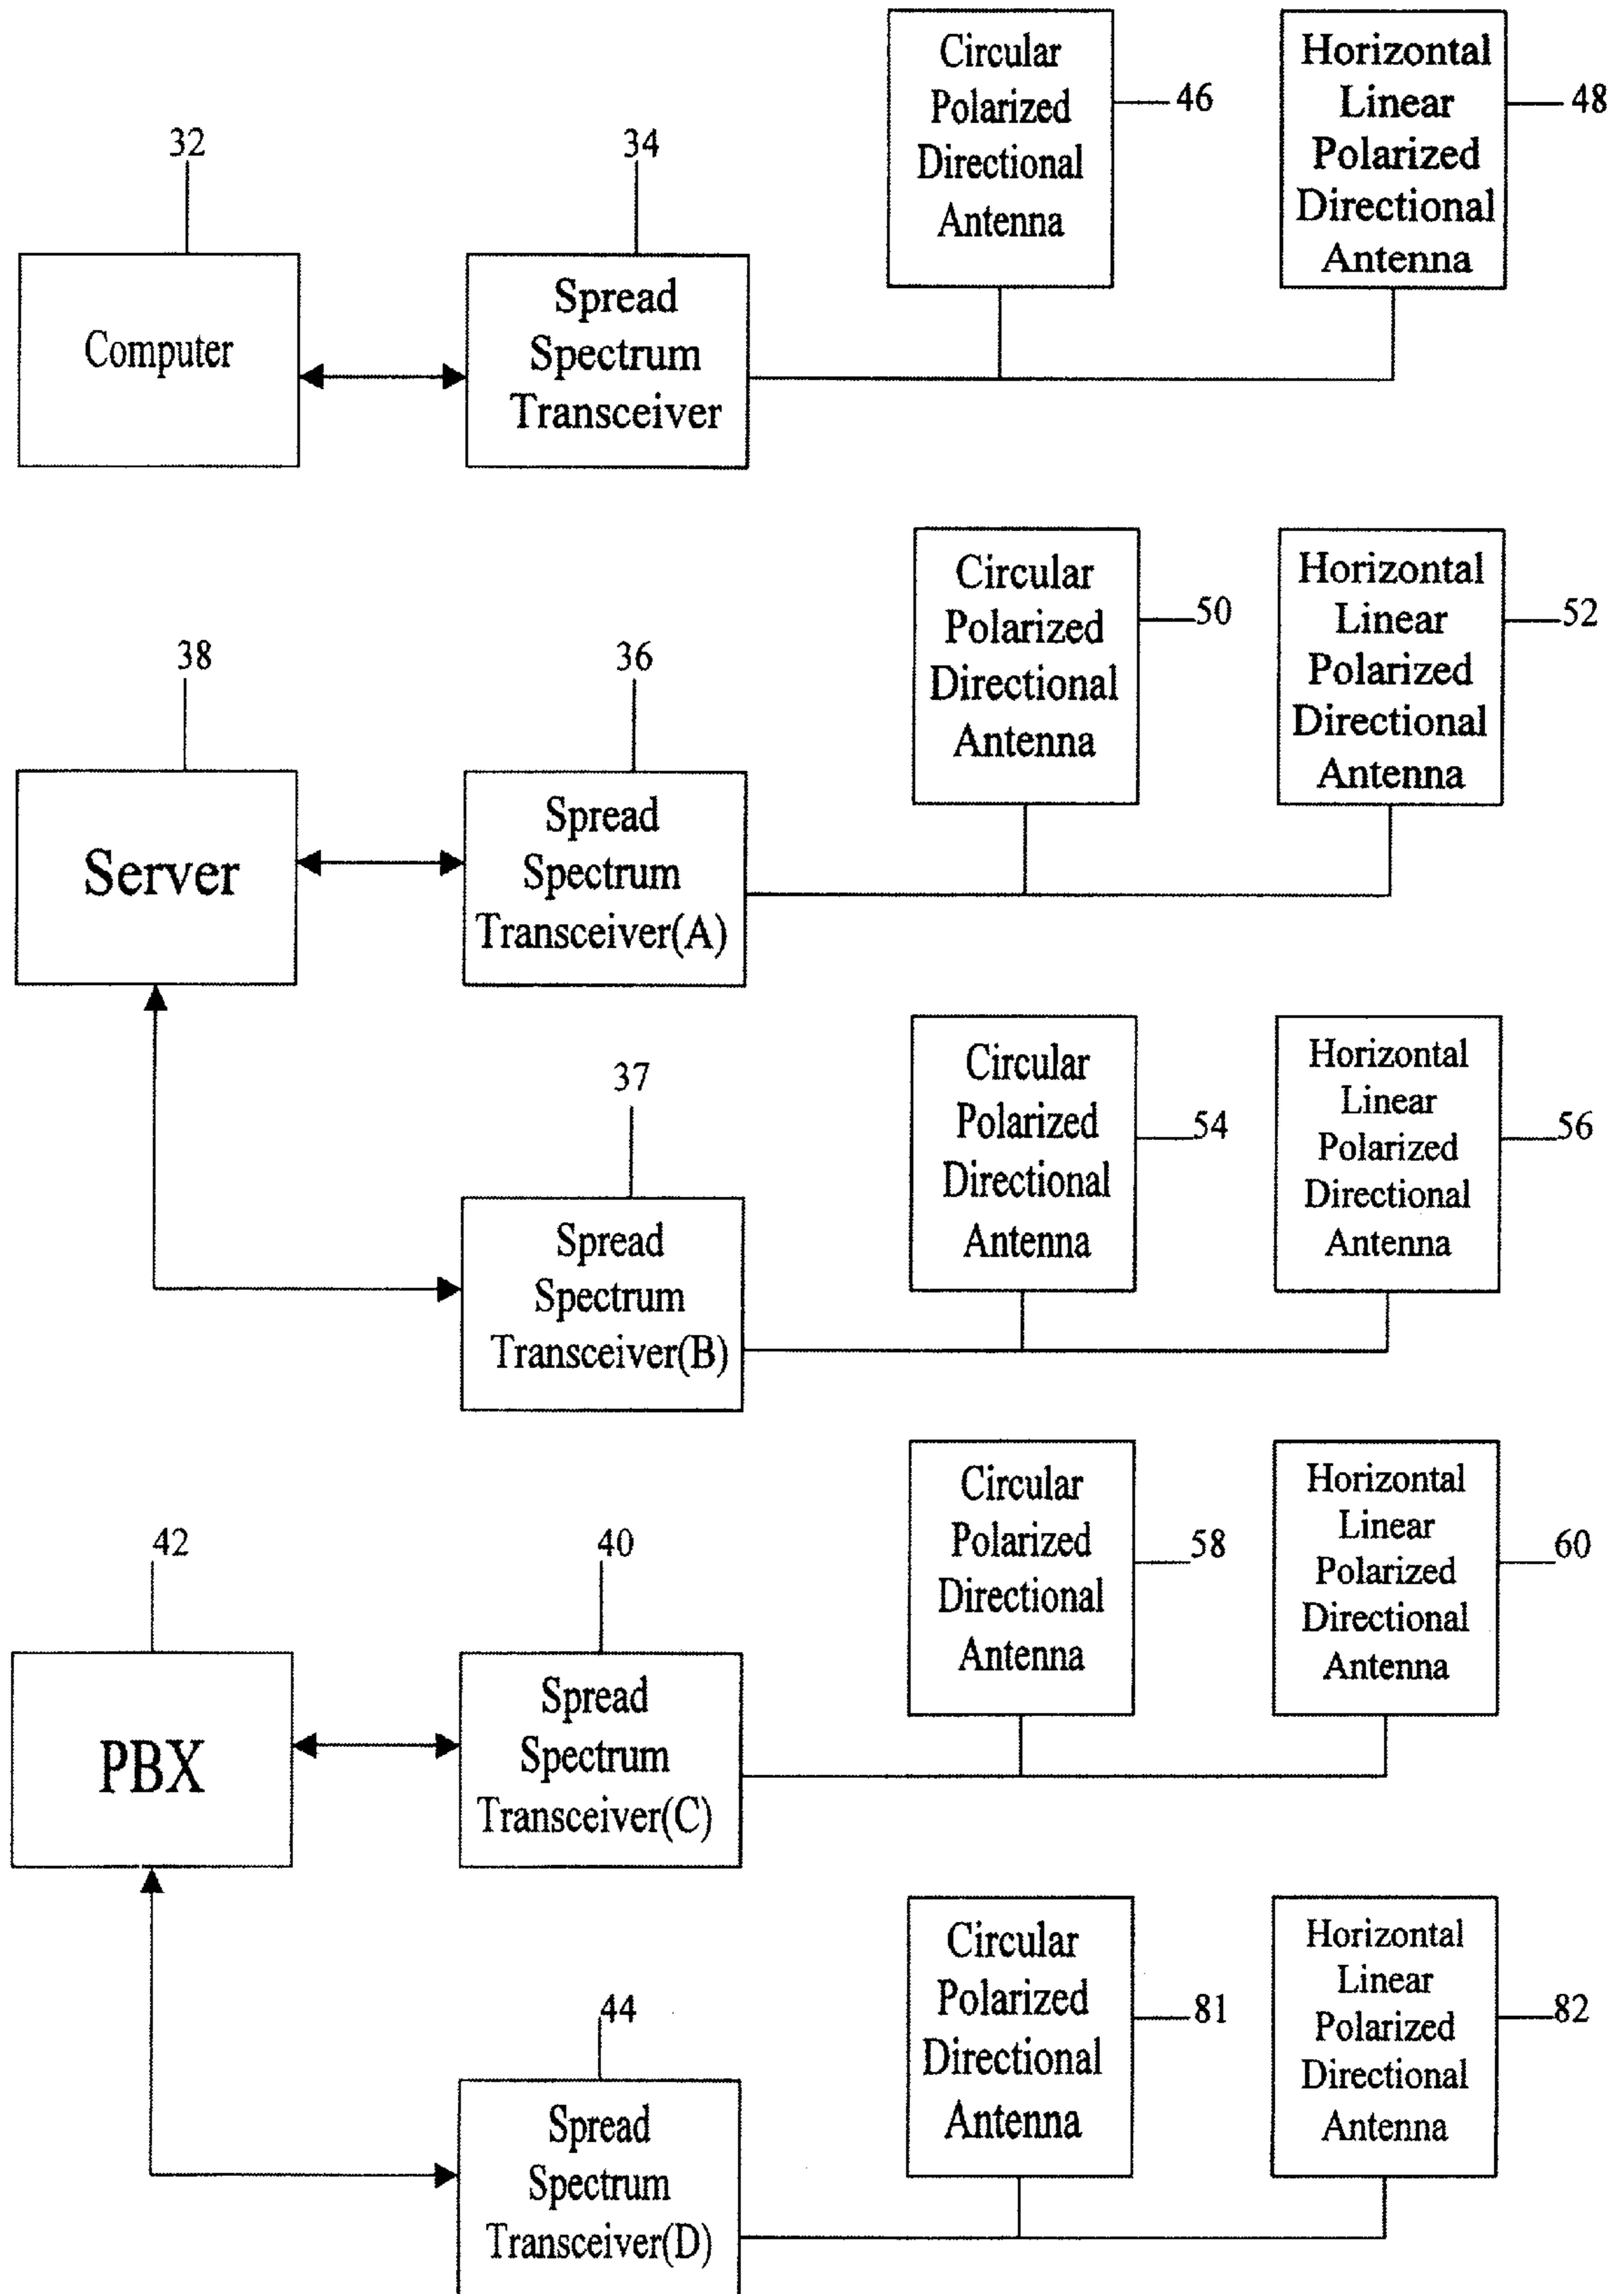 32
Computer
34
Spread
Spectrum
Transceiver
Circular
Polarized
Directional
Antenna
46
Horizontal
Linear
Polarized
Directional
Antenna
48
38
Server
36
Spread
Spectrum
Transceiver(A)
Circular
Polarized
Directional
Antenna
50
Horizontal
Linear
Polarized
Directional
Antenna
52
37
Spread
Spectrum
Transceiver(B)
Circular
Polarized
Directional
Antenna
54
Horizontal
Linear
Polarized
Directional
Antenna
56
42
PBX
40
Spread
Spectrum
Transceiver(C)
Circular
Polarized
Directional
Antenna
58
Horizontal
Linear
Polarized
Directional
Antenna
60
44
Spread
Spectrum
Transceiver(D)
Circular
Polarized
Directional
Antenna
81
Horizontal
Linear
Polarized
Directional
Antenna
82